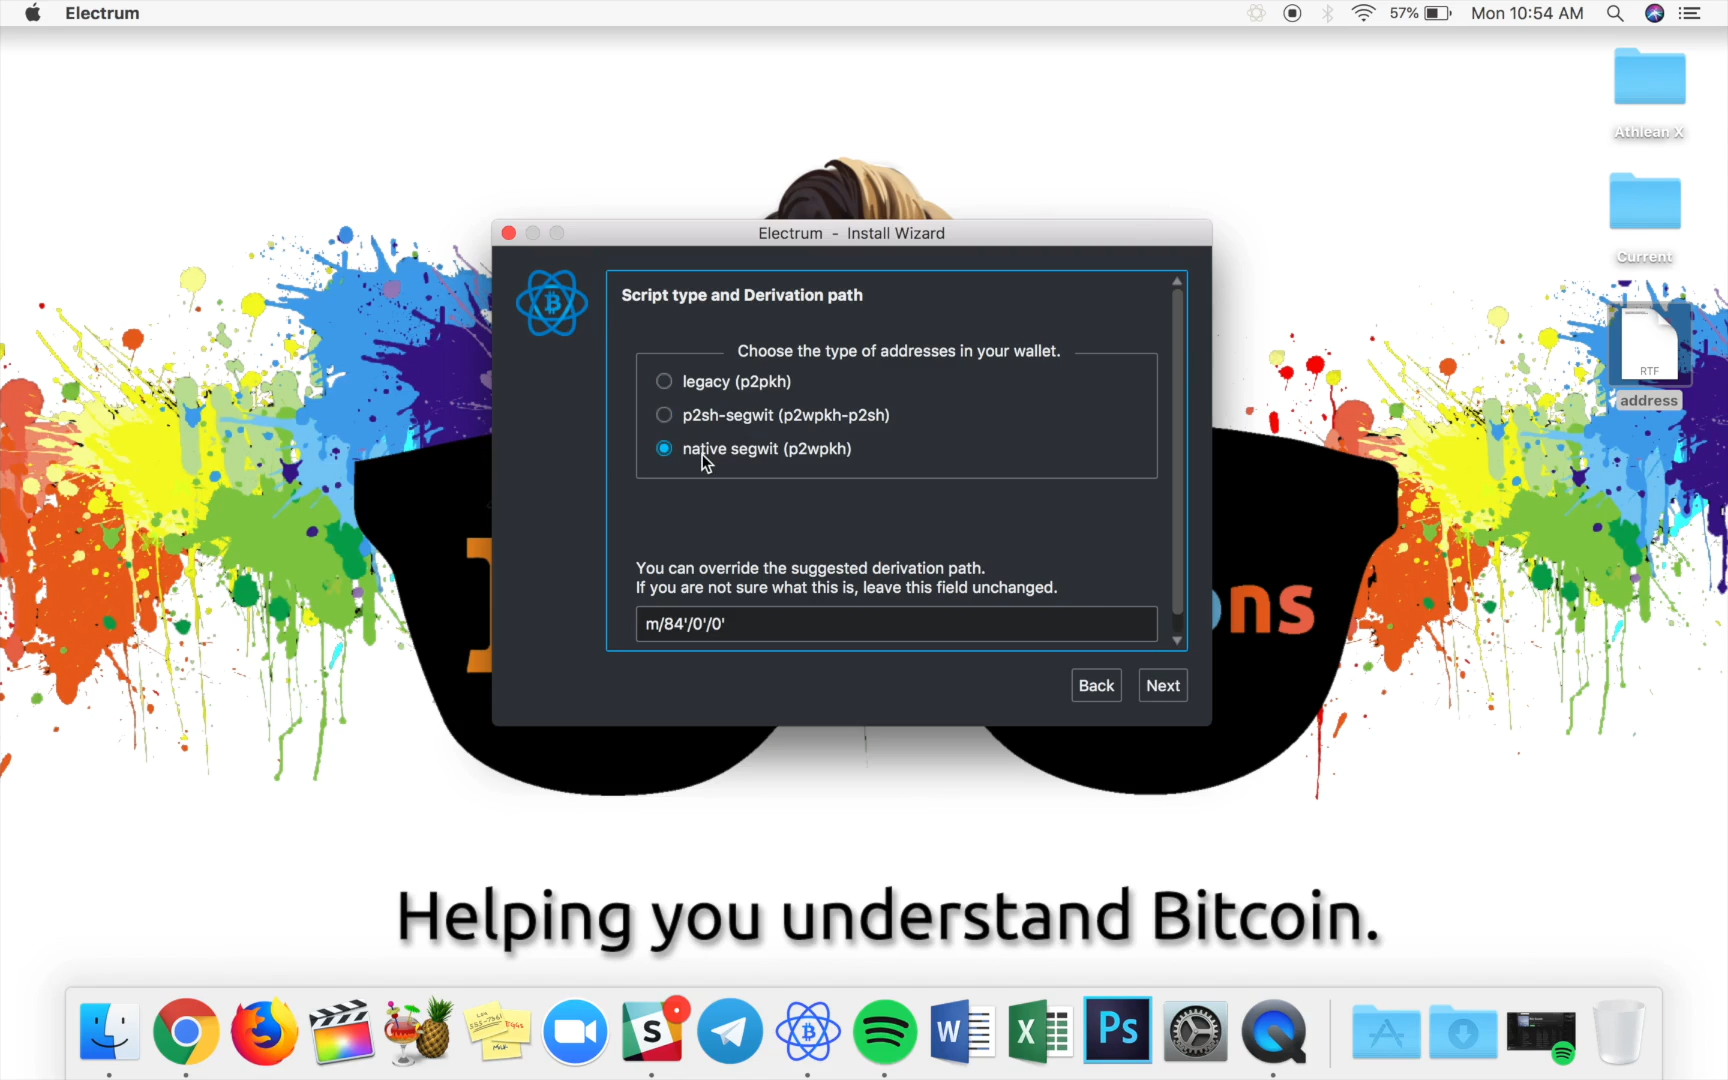 Electrum
57%
Mon 10:54 AM
Athlean X
Current
RTF
address
Electrum - Install Wizard
Script type and Derivation path
Choose the type of addresses in your wallet.
legacy (p2pkh)
p2sh-segwit (p2wpkh-p2sh)
native segwit (p2wpkh)
You can override the suggested derivation path.
If you are not sure what this is, leave this field unchanged.
m/84'/0'/0'
Back
Next
ns
Helping you understand Bitcoin.
S
W
X
Ps